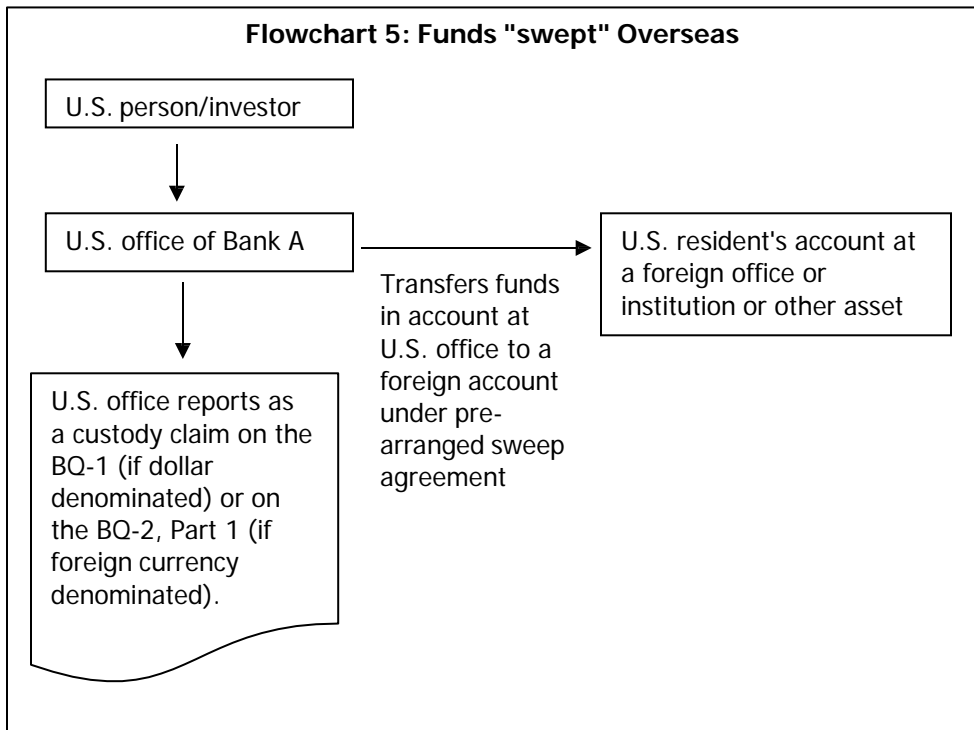 Flowchart 5: Funds "swept" Overseas
U.S. person/investor
U.S. office of Bank A
U.S. resident's account at
a foreign office or
institution or other asset
Transfers funds
in account at
U.S. office to a
foreign account
under pre-
arranged sweep
agreement
U.S. office reports as
a custody claim on the
BQ-1 (if dollar
denominated) or on
the BQ-2, Part 1 (if
foreign currency
denominated).